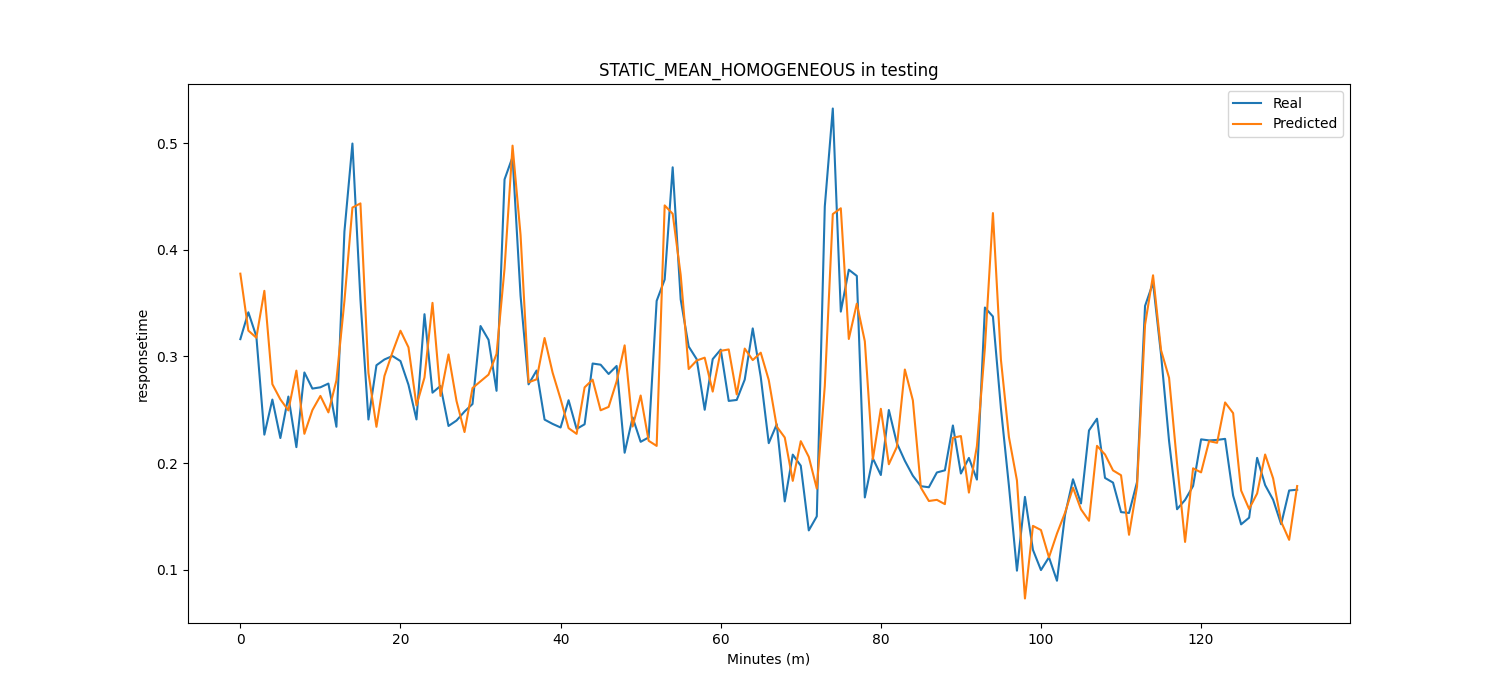 STATIC_MEAN_HOMOGENEOUS in testing
Real
Predicted
0.5
0.4
0.3
0.2
0.1
responsetime
0 20 40 60 80 100 120
Minutes (m)